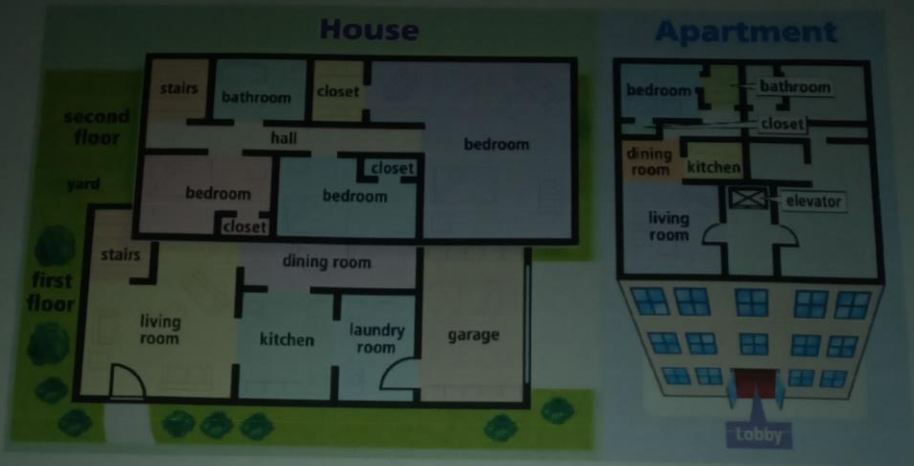 House
stairs
bathroom
closet
second
floor
hall
bedroom
closet
yard
bedroom
bedroom
closet
stairs
dining room
first
floor
living
room
kitchen
laundry
room
garage
Apartment
bedroom
bathroom
closet
dining
room
kitchen
elevator
living
room
Lobby